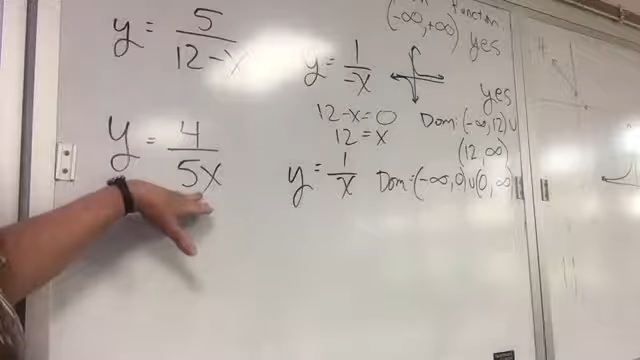 y = 5/(12-x)
Function:
(-∞,+∞)
yes
y = 1/-x
yes
12-x=0
12=x
Dom: (-∞,12)∪
(12,∞)
y = 4/5x
y = 1/x
Dom: (-∞,0)∪(0,∞)